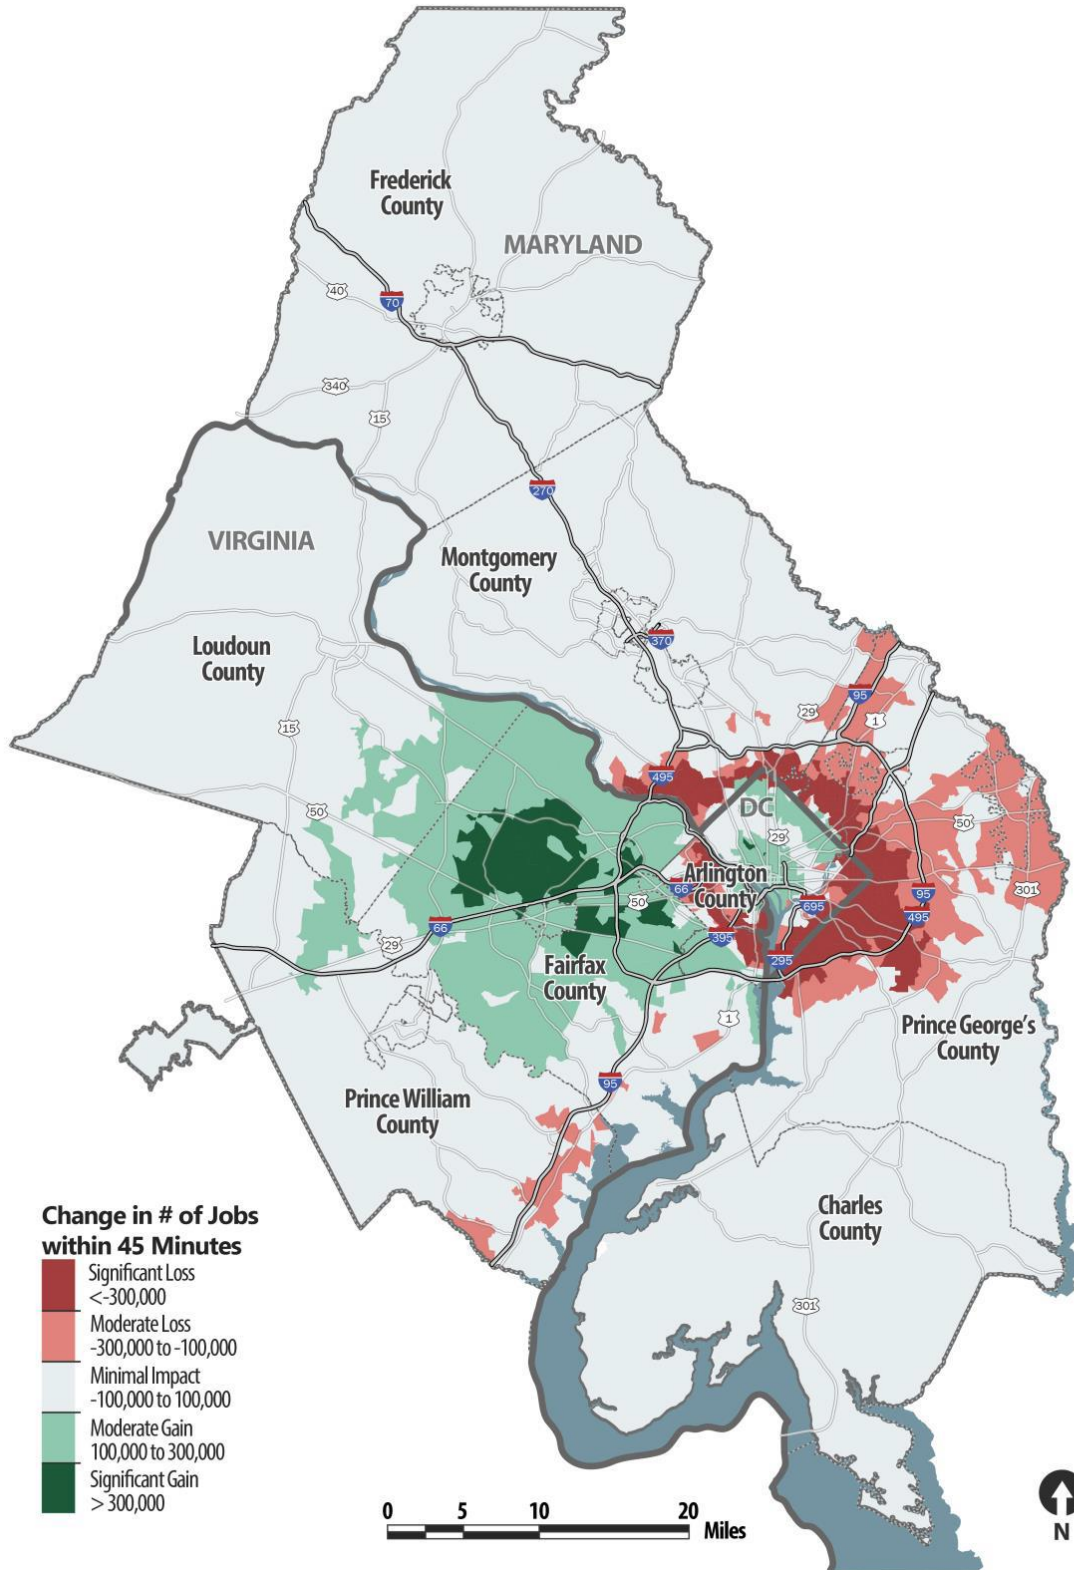 Frederick
County
MARYLAND
40
70
340
15
270
VIRGINIA
Montgomery
County
370
Loudoun
County
95
29
1
15
495
50
DC
50
29
Arlington
County
66
301
50
695
95
495
66
29
395
295
Fairfax
County
1
Prince George's
County
95
Prince William
County
Charles
County
301
Change in # of Jobs
within 45 Minutes
Significant Loss
<-300,000
Moderate Loss
-300,000 to -100,000
Minimal Impact
-100,000 to 100,000
Moderate Gain
100,000 to 300,000
Significant Gain
> 300,000
0 5 10 20
Miles
N